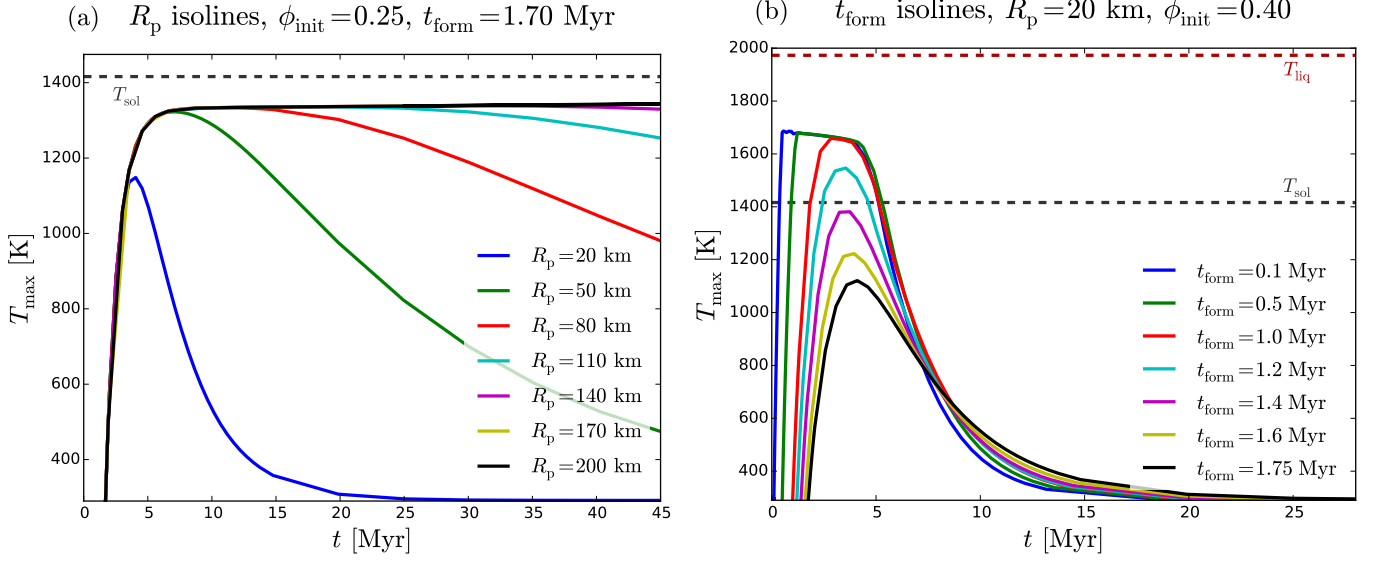 (a) Rp isolines, ϕinit=0.25, tform=1.70 Myr
1400
1200
1000
800
600
400
Tmax [K]
Tsol
Rp=20 km
Rp=50 km
Rp=80 km
Rp=110 km
Rp=140 km
Rp=170 km
Rp=200 km
0 5 10 15 20 25 30 35 40 45
t [Myr]
(b) tform isolines, Rp=20 km, ϕinit=0.40
2000
1800
1600
1400
1200
1000
800
600
400
Tmax [K]
Tliq
Tsol
tform=0.1 Myr
tform=0.5 Myr
tform=1.0 Myr
tform=1.2 Myr
tform=1.4 Myr
tform=1.6 Myr
tform=1.75 Myr
0 5 10 15 20 25
t [Myr]